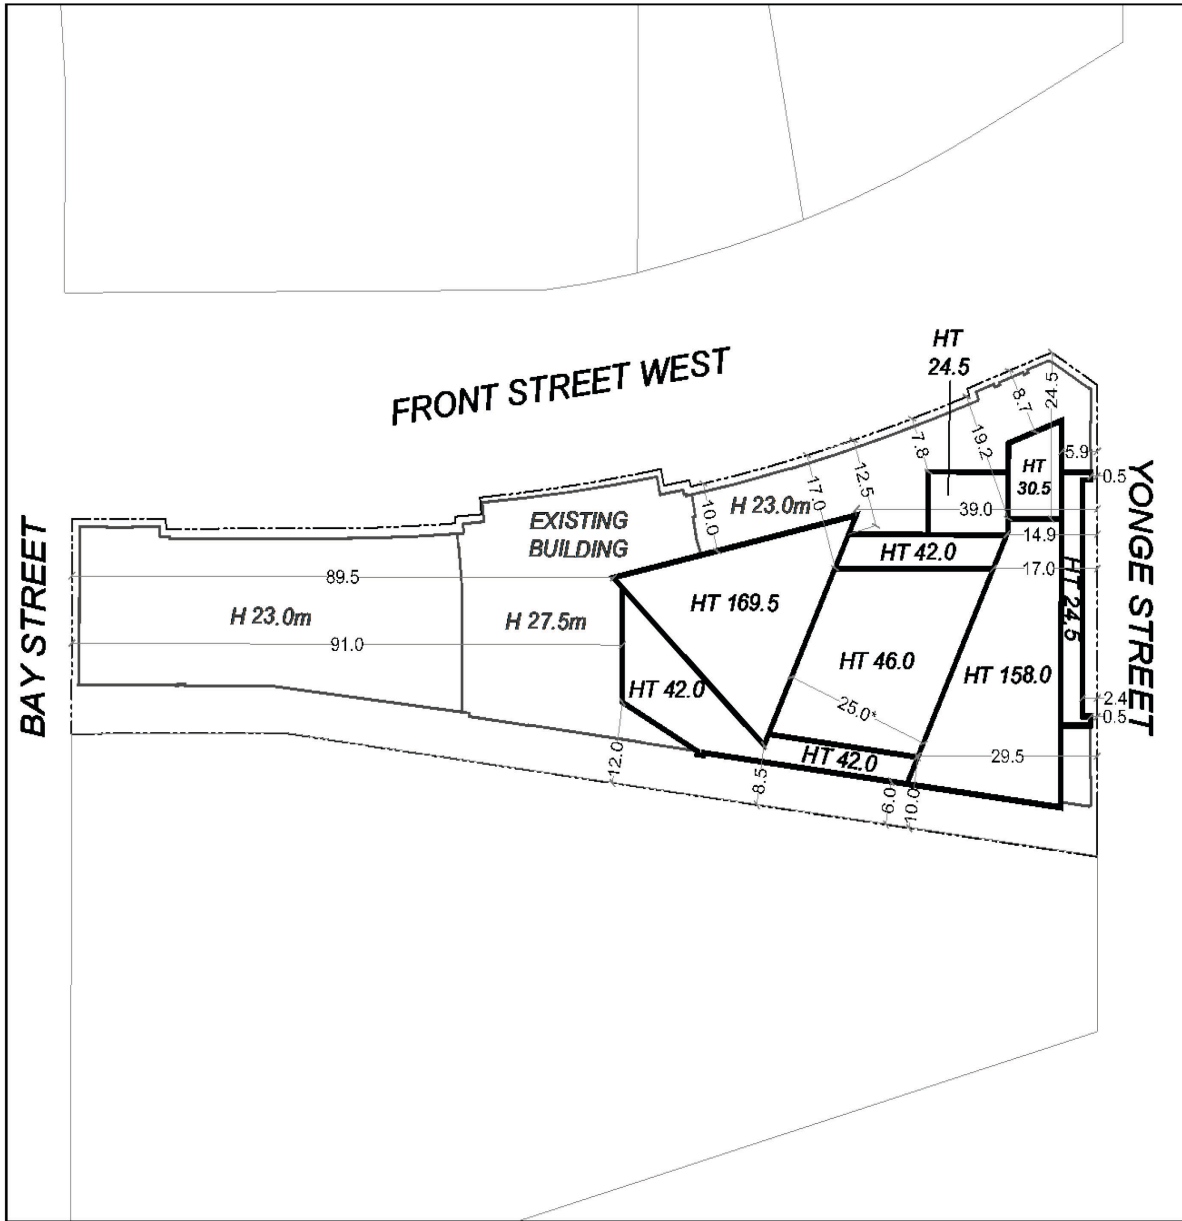 HT
24.5
FRONT STREET WEST
24.5
8.7
19.2
7.8
12.5
17.0
10.0
5.9
0.5
HT
30.5
39.0
H 23.0m
EXISTING
BUILDING
14.9
HT 42.0
17.0
89.5
HT 169.5
HT 24.5
YONGE STREET
BAY STREET
H 23.0m
H 27.5m
91.0
HT 46.0
HT 158.0
HT 42.0
25.0*
2.4
0.5
12.0
HT 42.0
29.5
8.5
6.0
10.0